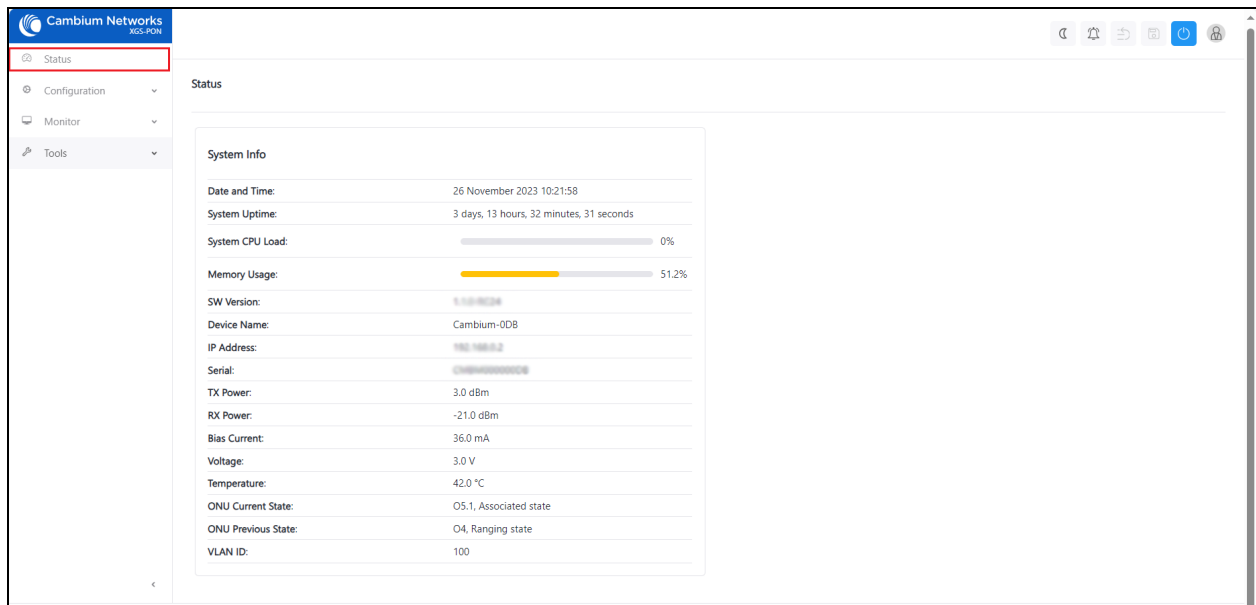 Cambium Networks
XGS-PON
Status
Configuration
Monitor
Tools
Status
System Info
Date and Time: 26 November 2023 10:21:58
System Uptime: 3 days, 13 hours, 32 minutes, 31 seconds
System CPU Load: 0%
Memory Usage: 51.2%
SW Version:
Device Name: Cambium-0DB
IP Address:
Serial:
TX Power: 3.0 dBm
RX Power: -21.0 dBm
Bias Current: 36.0 mA
Voltage: 3.0 V
Temperature: 42.0 °C
ONU Current State: O5.1, Associated state
ONU Previous State: O4, Ranging state
VLAN ID: 100